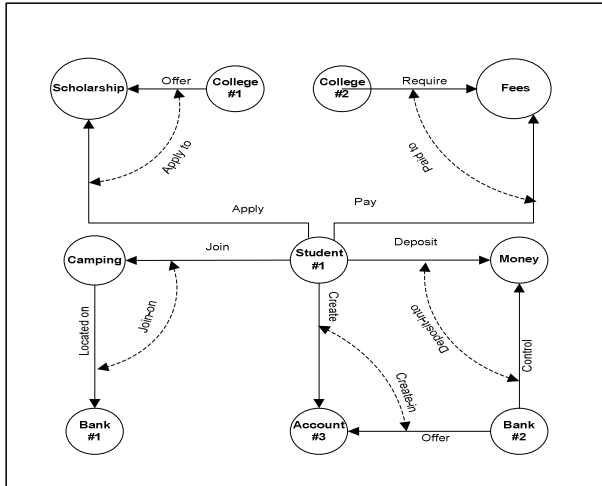 Offer
Scholarship
College
#1
College
#2
Require
Fees
Apply to
Paid to
Apply
Pay
Camping
Join
Student
#1
Deposit
Money
Located on
Join-on
Create
Deposit-into
Control
Create-in
Bank
#1
Account
#3
Offer
Bank
#2